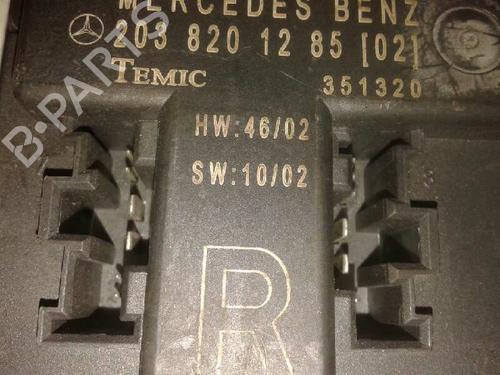 MERCEDES BENZ
203 820 12 85 [02]
TEMIC 351320
HW:46/02
SW:10/02
R
B-PARTS